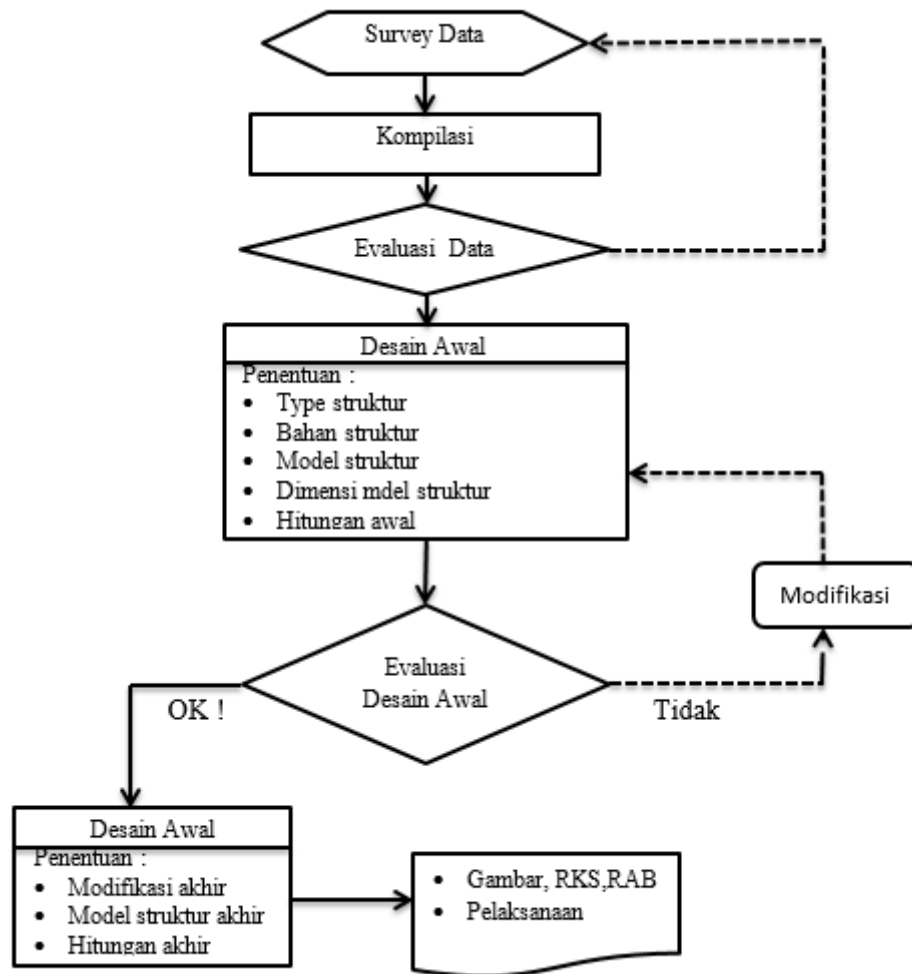 Survey Data
Kompilasi
Evaluasi Data
Desain Awal
Penentuan :
• Type struktur
• Bahan struktur
• Model struktur
• Dimensi mdel struktur
• Hitungan awal
Modifikasi
Evaluasi
Desain Awal
OK !
Tidak
Desain Awal
Penentuan :
• Modifikasi akhir
• Model struktur akhir
• Hitungan akhir
• Gambar, RKS,RAB
• Pelaksanaan